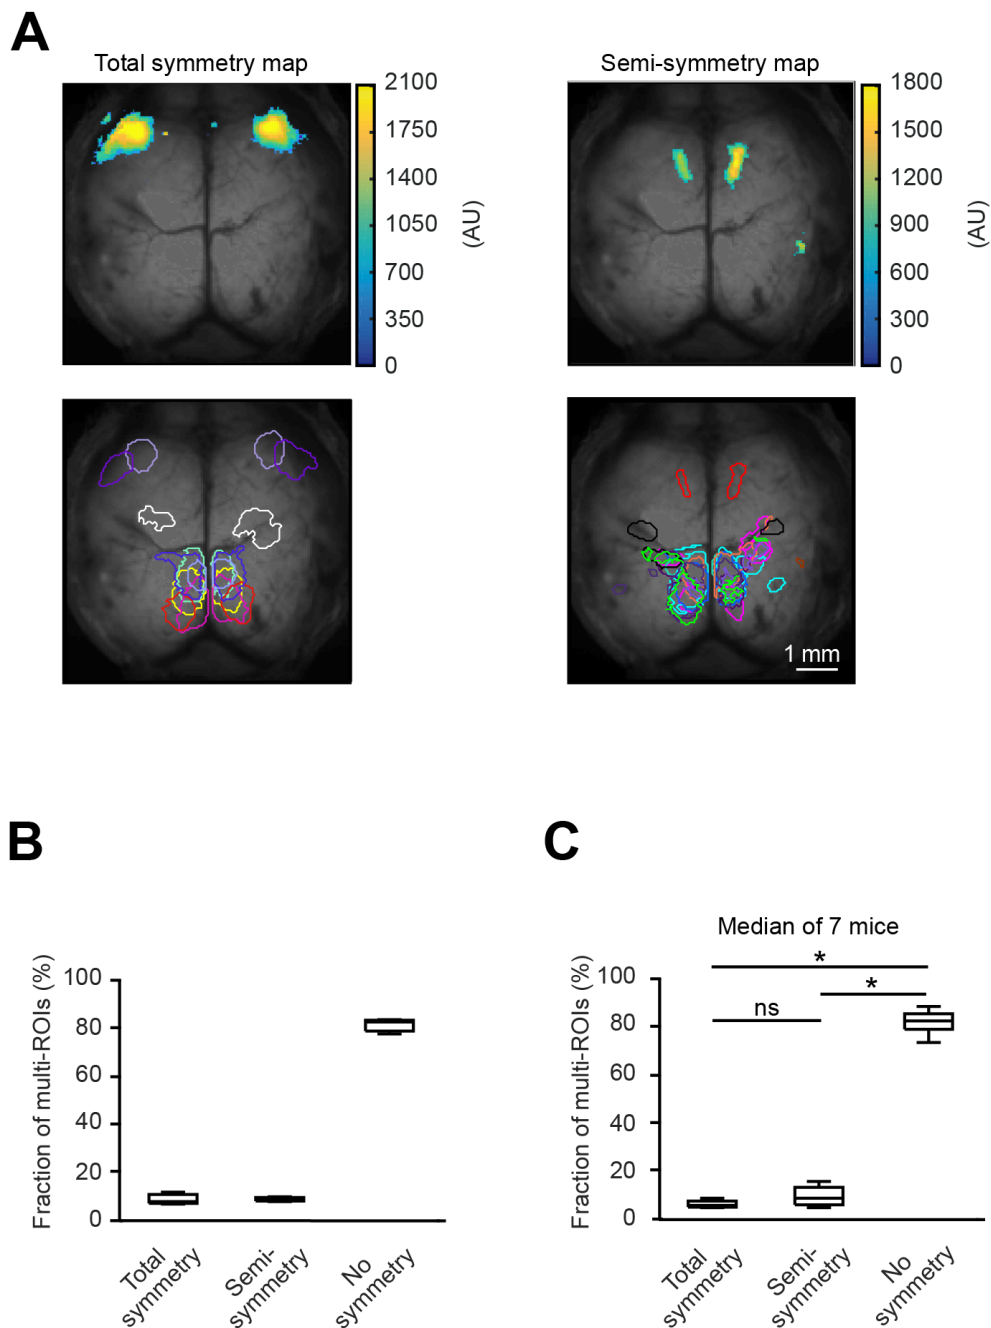 A
Total symmetry map
2100
1750
1400
1050
700
350
0
(AU)
Semi-symmetry map
1800
1500
1200
900
600
300
0
(AU)
1 mm
B
Fraction of multi-ROIs (%)
100
80
60
40
20
0
Total
symmetry
Semi-
symmetry
No
symmetry
C
Median of 7 mice
*
*
ns
Fraction of multi-ROIs (%)
100
80
60
40
20
0
Total
symmetry
Semi-
symmetry
No
symmetry